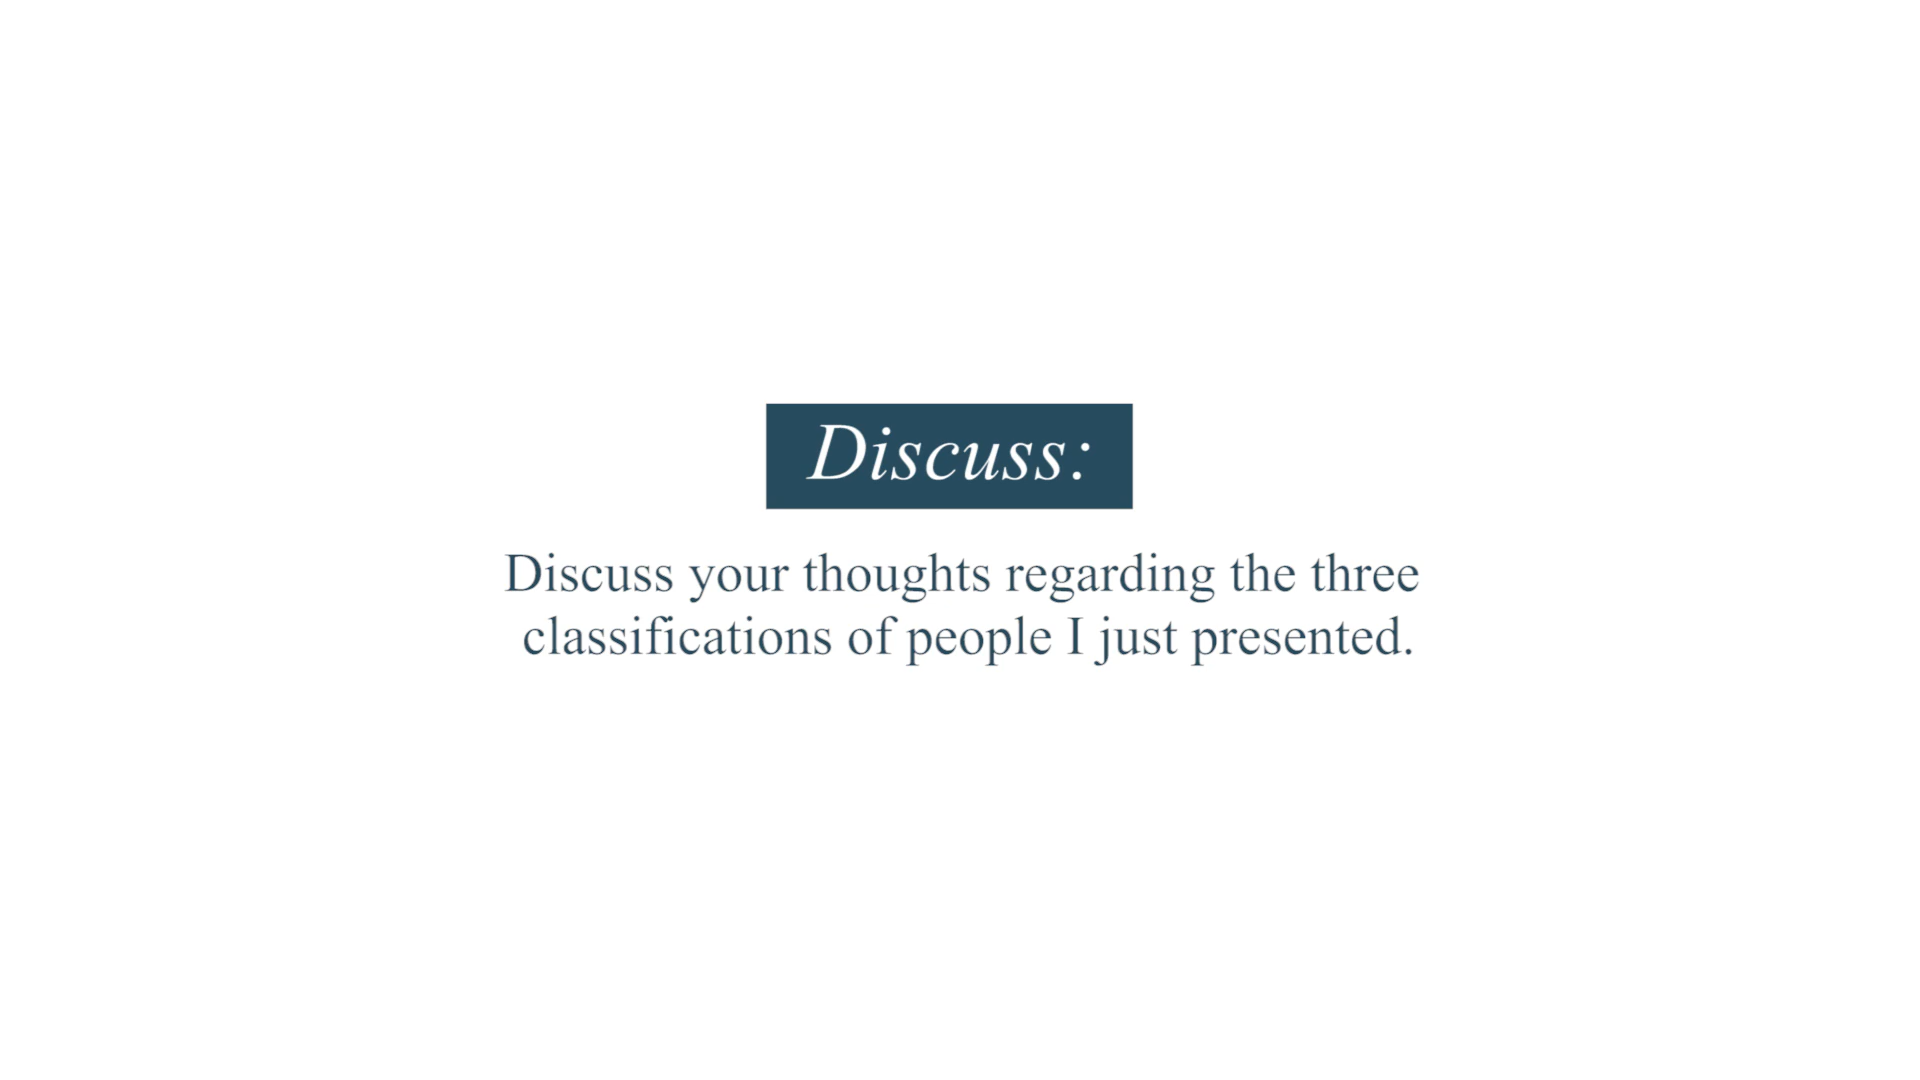 Discuss:
Discuss your thoughts regarding the three
classifications of people I just presented.